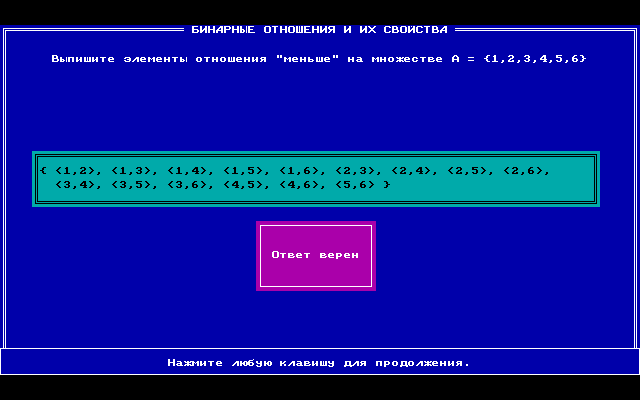 БИНАРНЫЕ ОТНОШЕНИЯ И ИХ СВОЙСТВА
Выпишите элементы отношения "меньше" на множестве A = {1,2,3,4,5,6}
{ <1,2>, <1,3>, <1,4>, <1,5>, <1,6>, <2,3>, <2,4>, <2,5>, <2,6>,
<3,4>, <3,5>, <3,6>, <4,5>, <4,6>, <5,6> }
Ответ верен
Нажмите любую клавишу для продолжения.